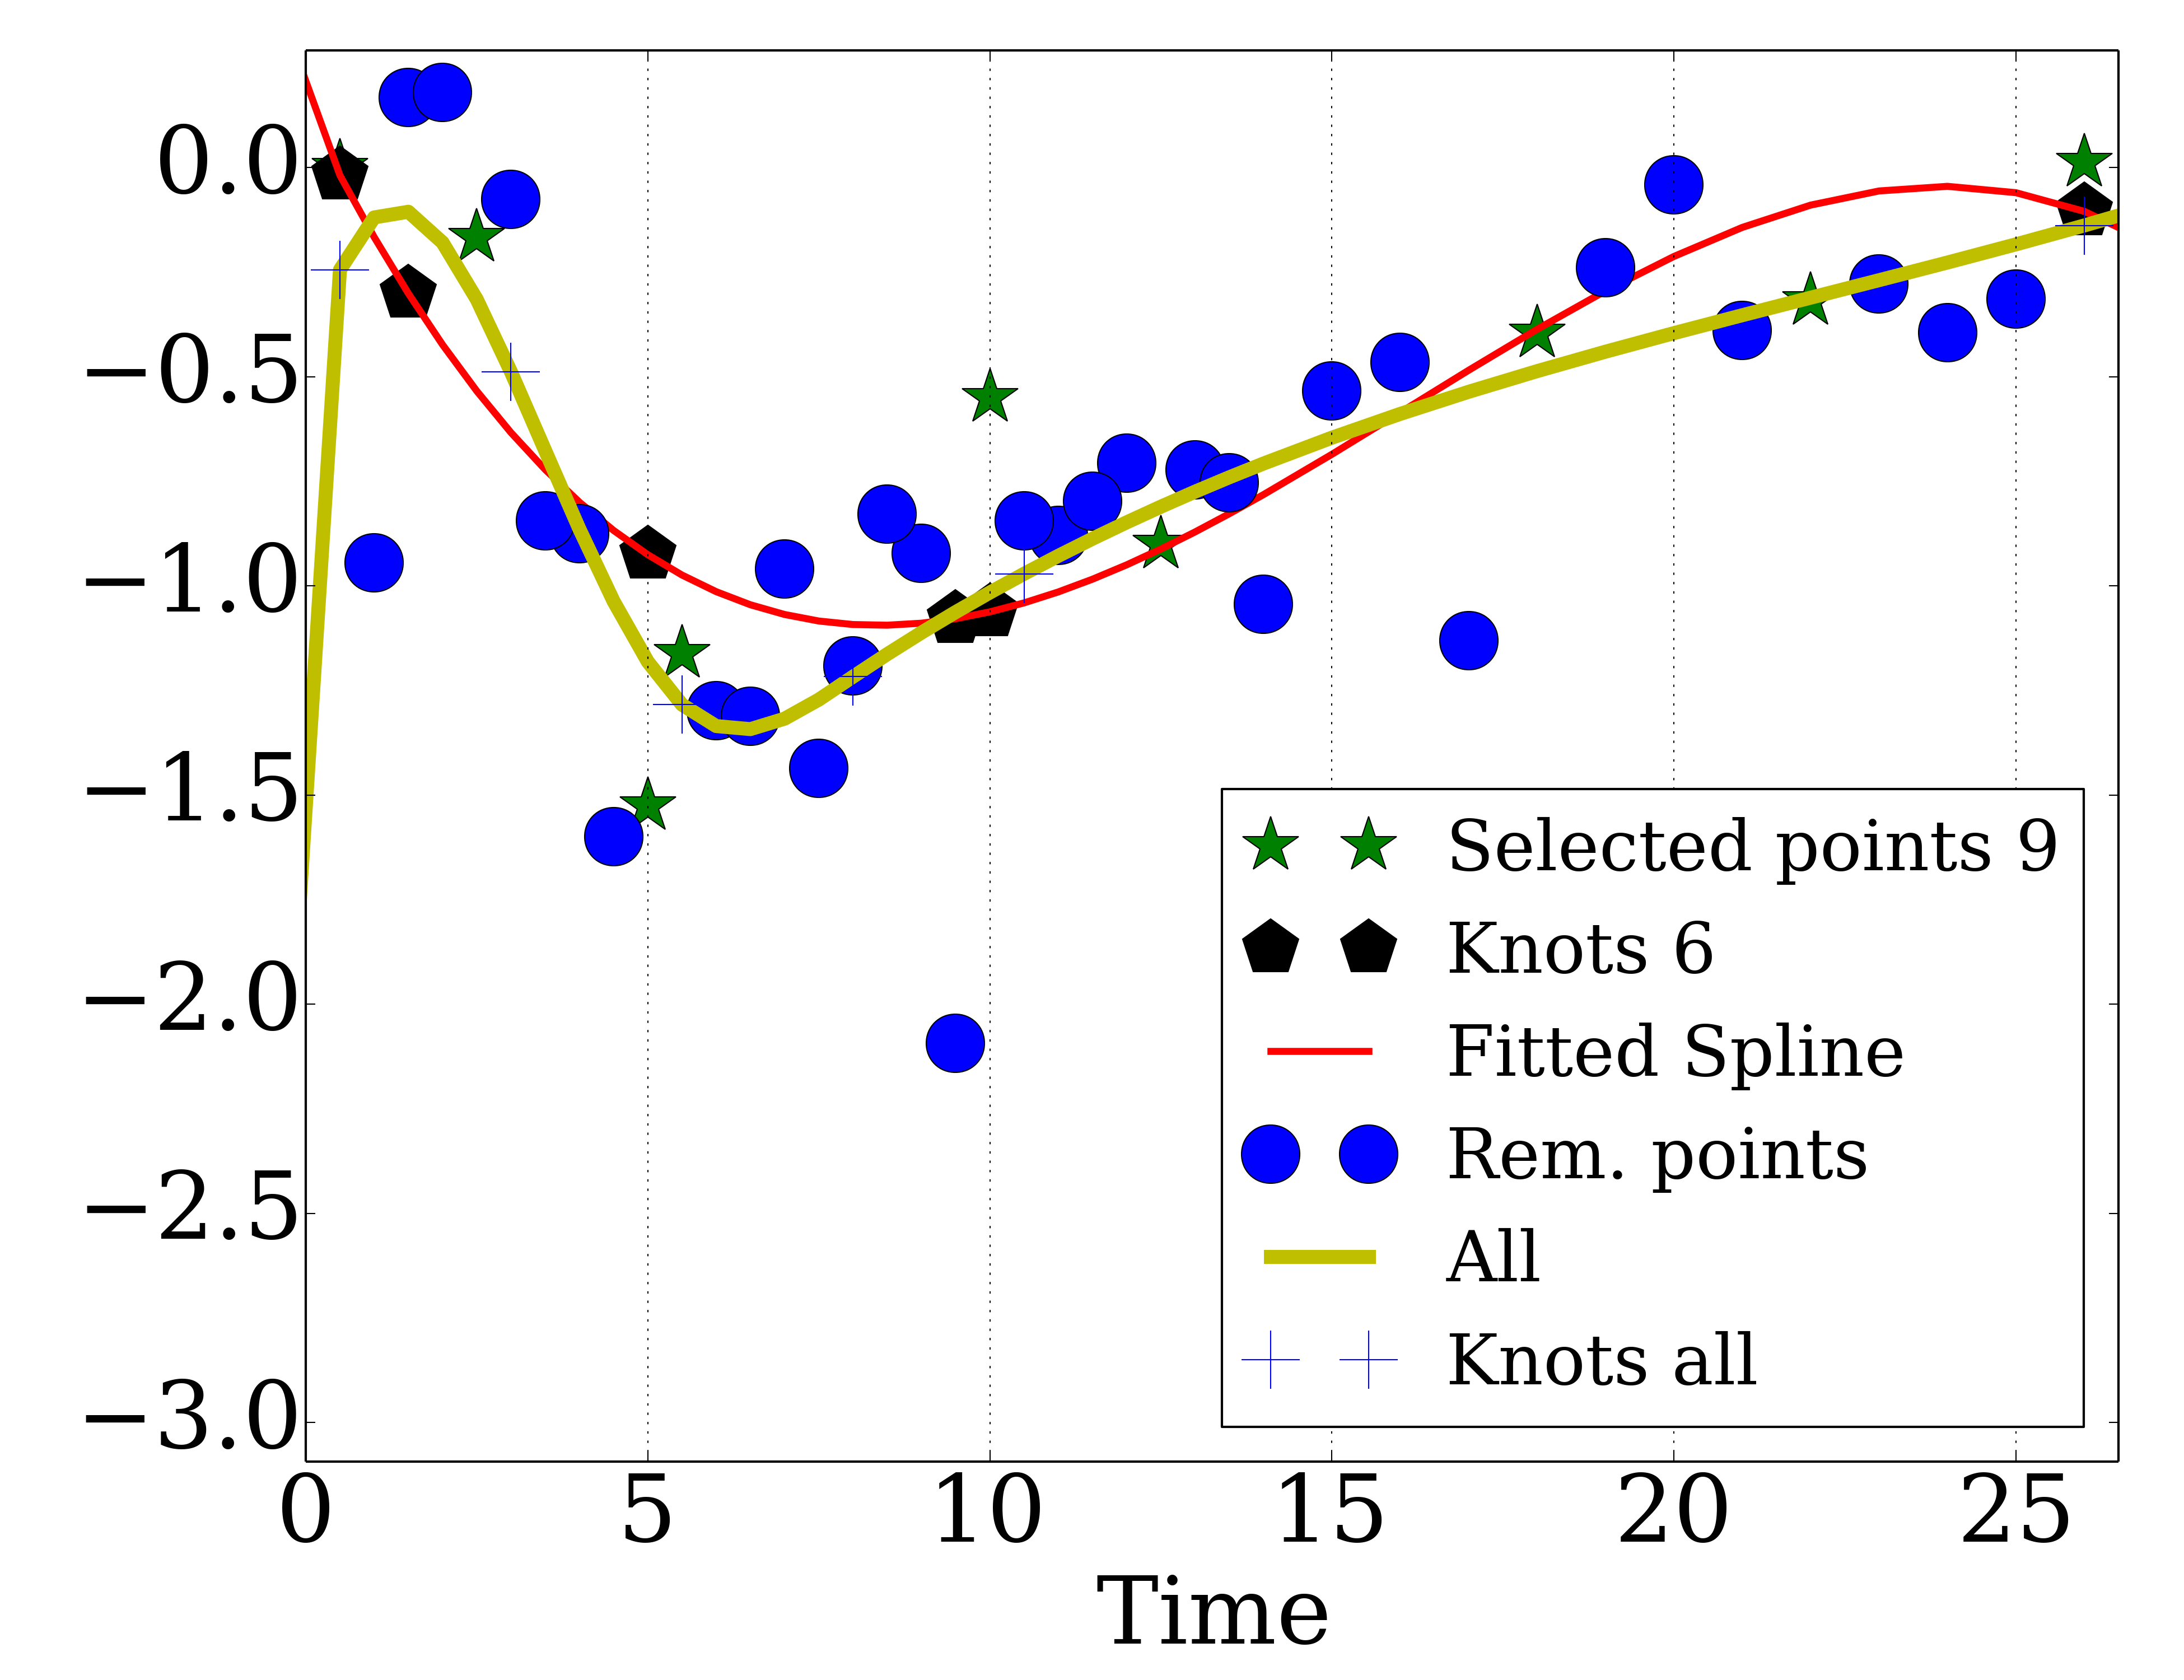 0.0
−0.5
−1.0
−1.5
−2.0
−2.5
−3.0
0 5 10 15 20 25
Time
Selected points 9
Knots 6
Fitted Spline
Rem. points
All
Knots all